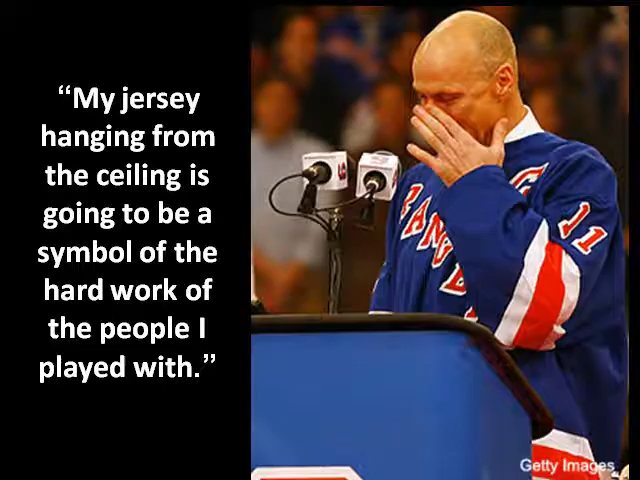 “My jersey
hanging from
the ceiling is
going to be a
symbol of the
hard work of
the people I
played with.”
11
Getty Images